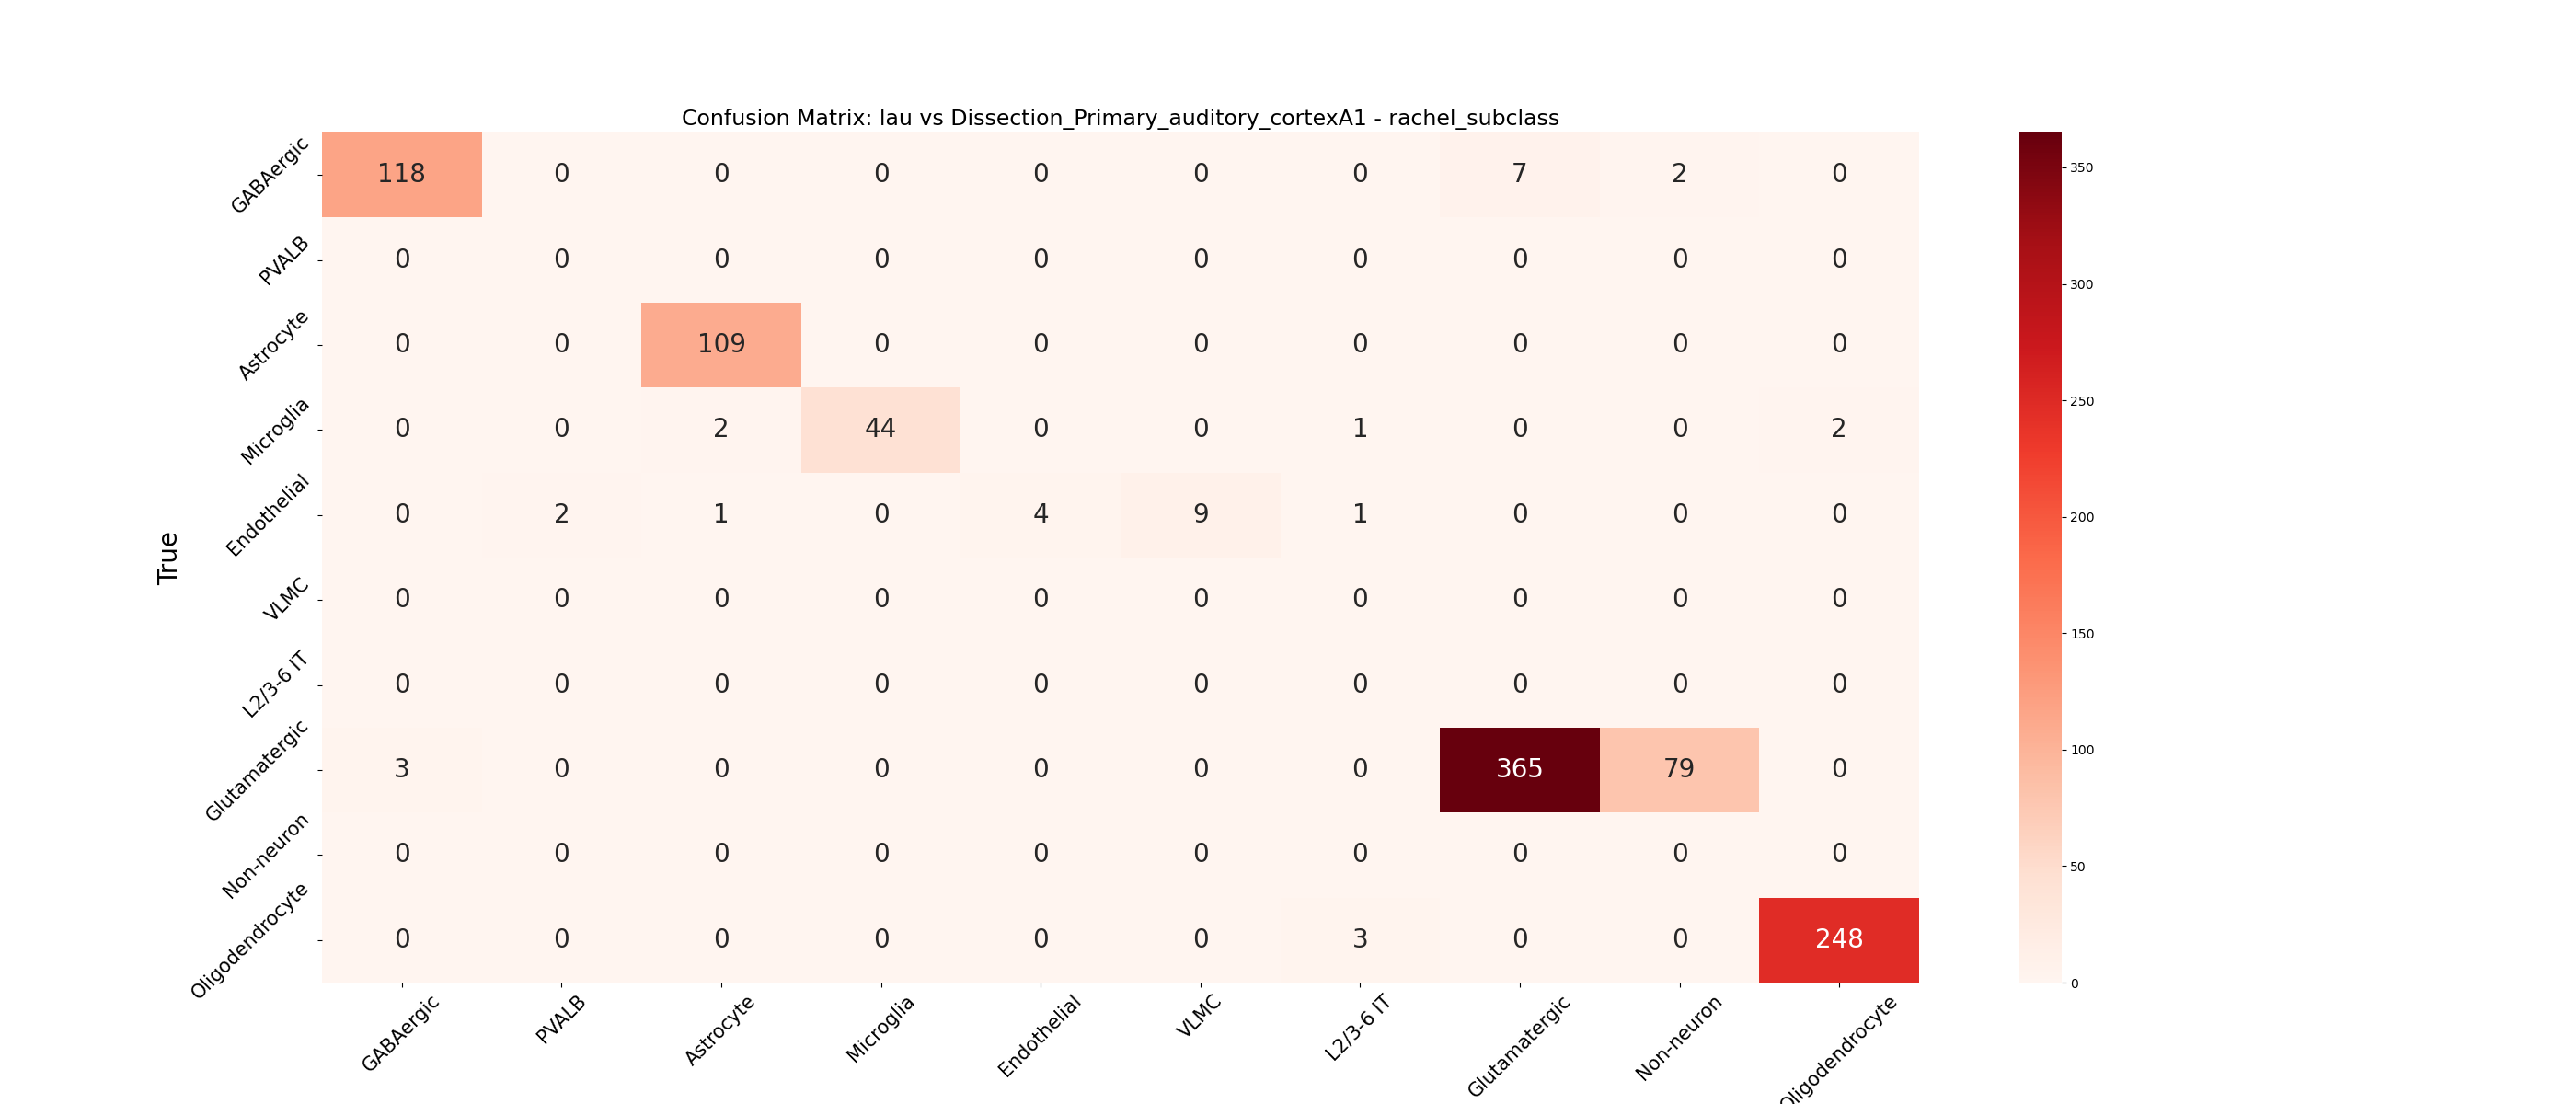 Confusion Matrix: lau vs Dissection_Primary_auditory_cortexA1 - rachel_subclass
True
GABAergic 118 0 0 0 0 0 0 7 2 0
PVALB 0 0 0 0 0 0 0 0 0 0
Astrocyte 0 0 109 0 0 0 0 0 0 0
Microglia 0 0 2 44 0 0 1 0 0 2
Endothelial 0 2 1 0 4 9 1 0 0 0
VLMC 0 0 0 0 0 0 0 0 0 0
L2/3-6 IT 0 0 0 0 0 0 0 0 0 0
Glutamatergic 3 0 0 0 0 0 0 365 79 0
Non-neuron 0 0 0 0 0 0 0 0 0 0
Oligodendrocyte 0 0 0 0 0 0 3 0 0 248
GABAergic PVALB Astrocyte Microglia Endothelial VLMC L2/3-6 IT Glutamatergic Non-neuron Oligodendrocyte
350
300
250
200
150
100
50
0